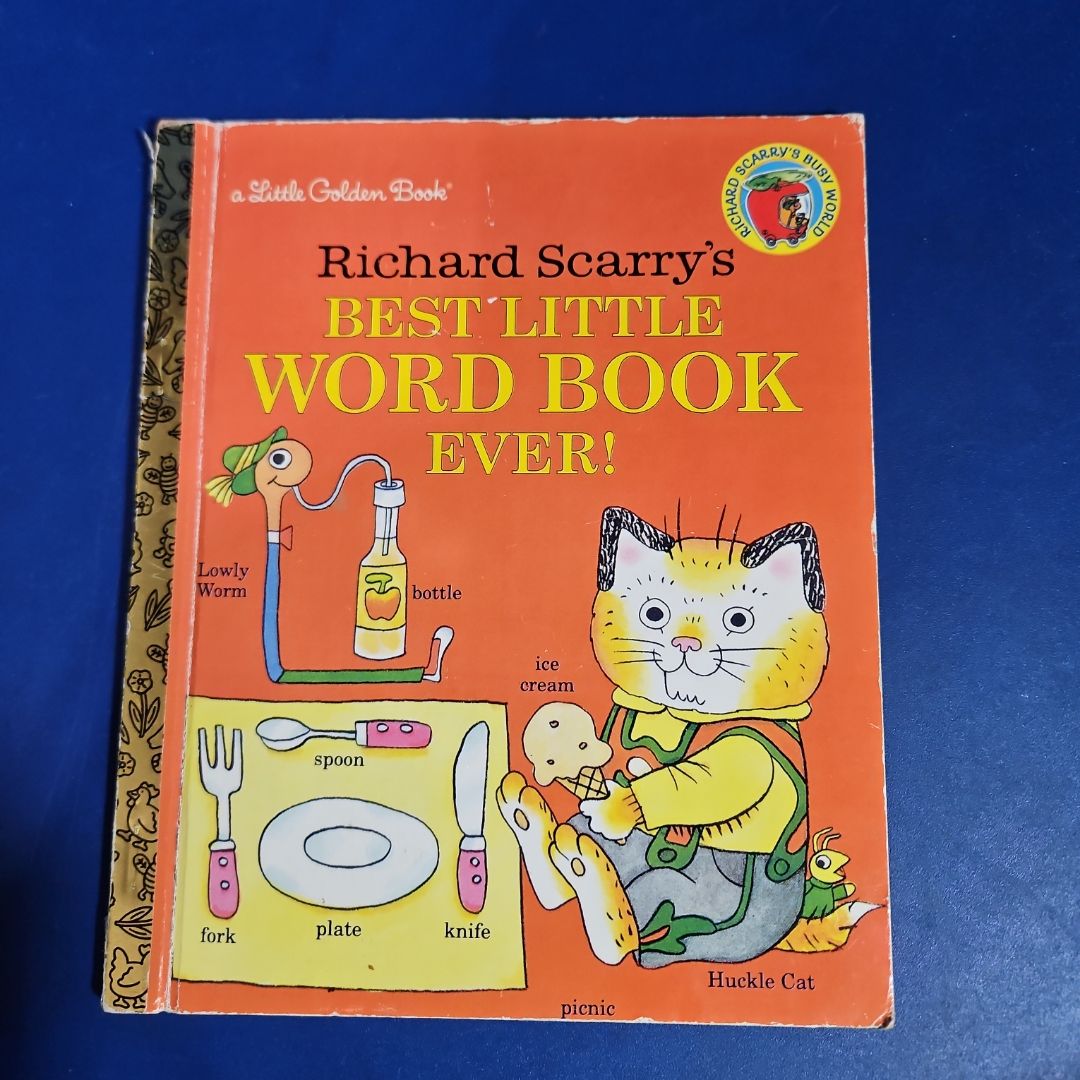 a Little Golden Book®
RICHARD SCARRY'S BUSY WORLD
Richard Scarry's
BEST LITTLE
WORD BOOK
EVER!
Lowly
Worm
bottle
ice
cream
spoon
fork
plate
knife
Huckle Cat
picnic